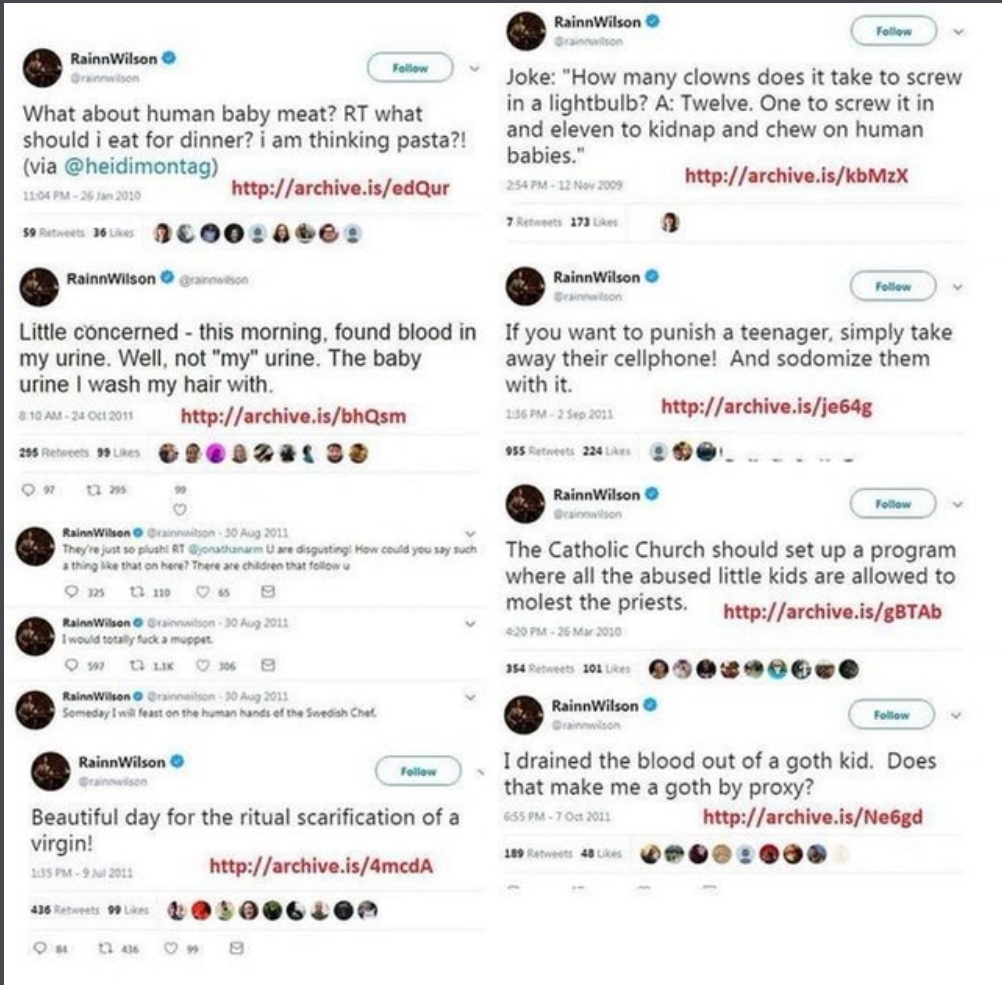 RainnWilson
@rainnwilson
Follow
What about human baby meat? RT what
should i eat for dinner? i am thinking pasta?!
(via @heidimontag)
11:04 PM - 26 Jan 2010
http://archive.is/edQur
59 Retweets 36 Likes
RainnWilson @rainnwilson
Little concerned - this morning, found blood in
my urine. Well, not "my" urine. The baby
urine I wash my hair with.
8:10 AM - 24 Oct 2011
http://archive.is/bhQsm
295 Retweets 99 Likes
97 295 99
RainnWilson @rainnwilson · 30 Aug 2011
They're just so plush! RT @jonathanarm U are disgusting! How could you say such
a thing like that on here? There are children that follow u
325 110 65
RainnWilson @rainnwilson · 30 Aug 2011
I would totally fuck a muppet.
597 1.1K 306
RainnWilson @rainnwilson · 30 Aug 2011
Someday I will feast on the human hands of the Swedish Chef.
RainnWilson
@rainnwilson
Follow
Beautiful day for the ritual scarification of a
virgin!
1:35 PM - 9 Jul 2011
http://archive.is/4mcdA
436 Retweets 99 Likes
84 436 99
RainnWilson
@rainnwilson
Follow
Joke: "How many clowns does it take to screw
in a lightbulb? A: Twelve. One to screw it in
and eleven to kidnap and chew on human
babies."
2:54 PM - 12 Nov 2009
http://archive.is/kbMzX
7 Retweets 173 Likes
RainnWilson
@rainnwilson
Follow
If you want to punish a teenager, simply take
away their cellphone! And sodomize them
with it.
1:36 PM - 2 Sep 2011
http://archive.is/je64g
955 Retweets 224 Likes
RainnWilson
@rainnwilson
Follow
The Catholic Church should set up a program
where all the abused little kids are allowed to
molest the priests.
4:20 PM - 26 Mar 2010
http://archive.is/gBTAb
354 Retweets 101 Likes
RainnWilson
@rainnwilson
Follow
I drained the blood out of a goth kid. Does
that make me a goth by proxy?
6:55 PM - 7 Oct 2011
http://archive.is/Ne6gd
189 Retweets 48 Likes